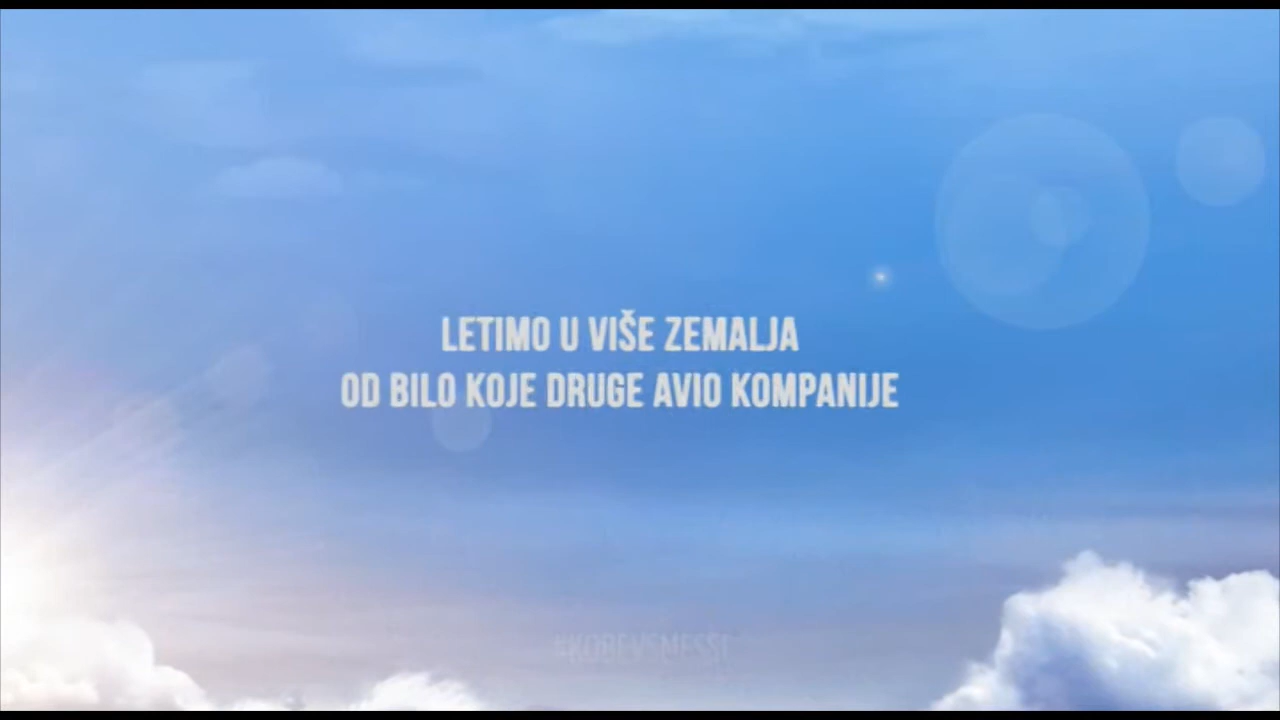 LETIMO U VIŠE ZEMALJA
OD BILO KOJE DRUGE AVIO KOMPANIJE
#KOBEVSMESSI